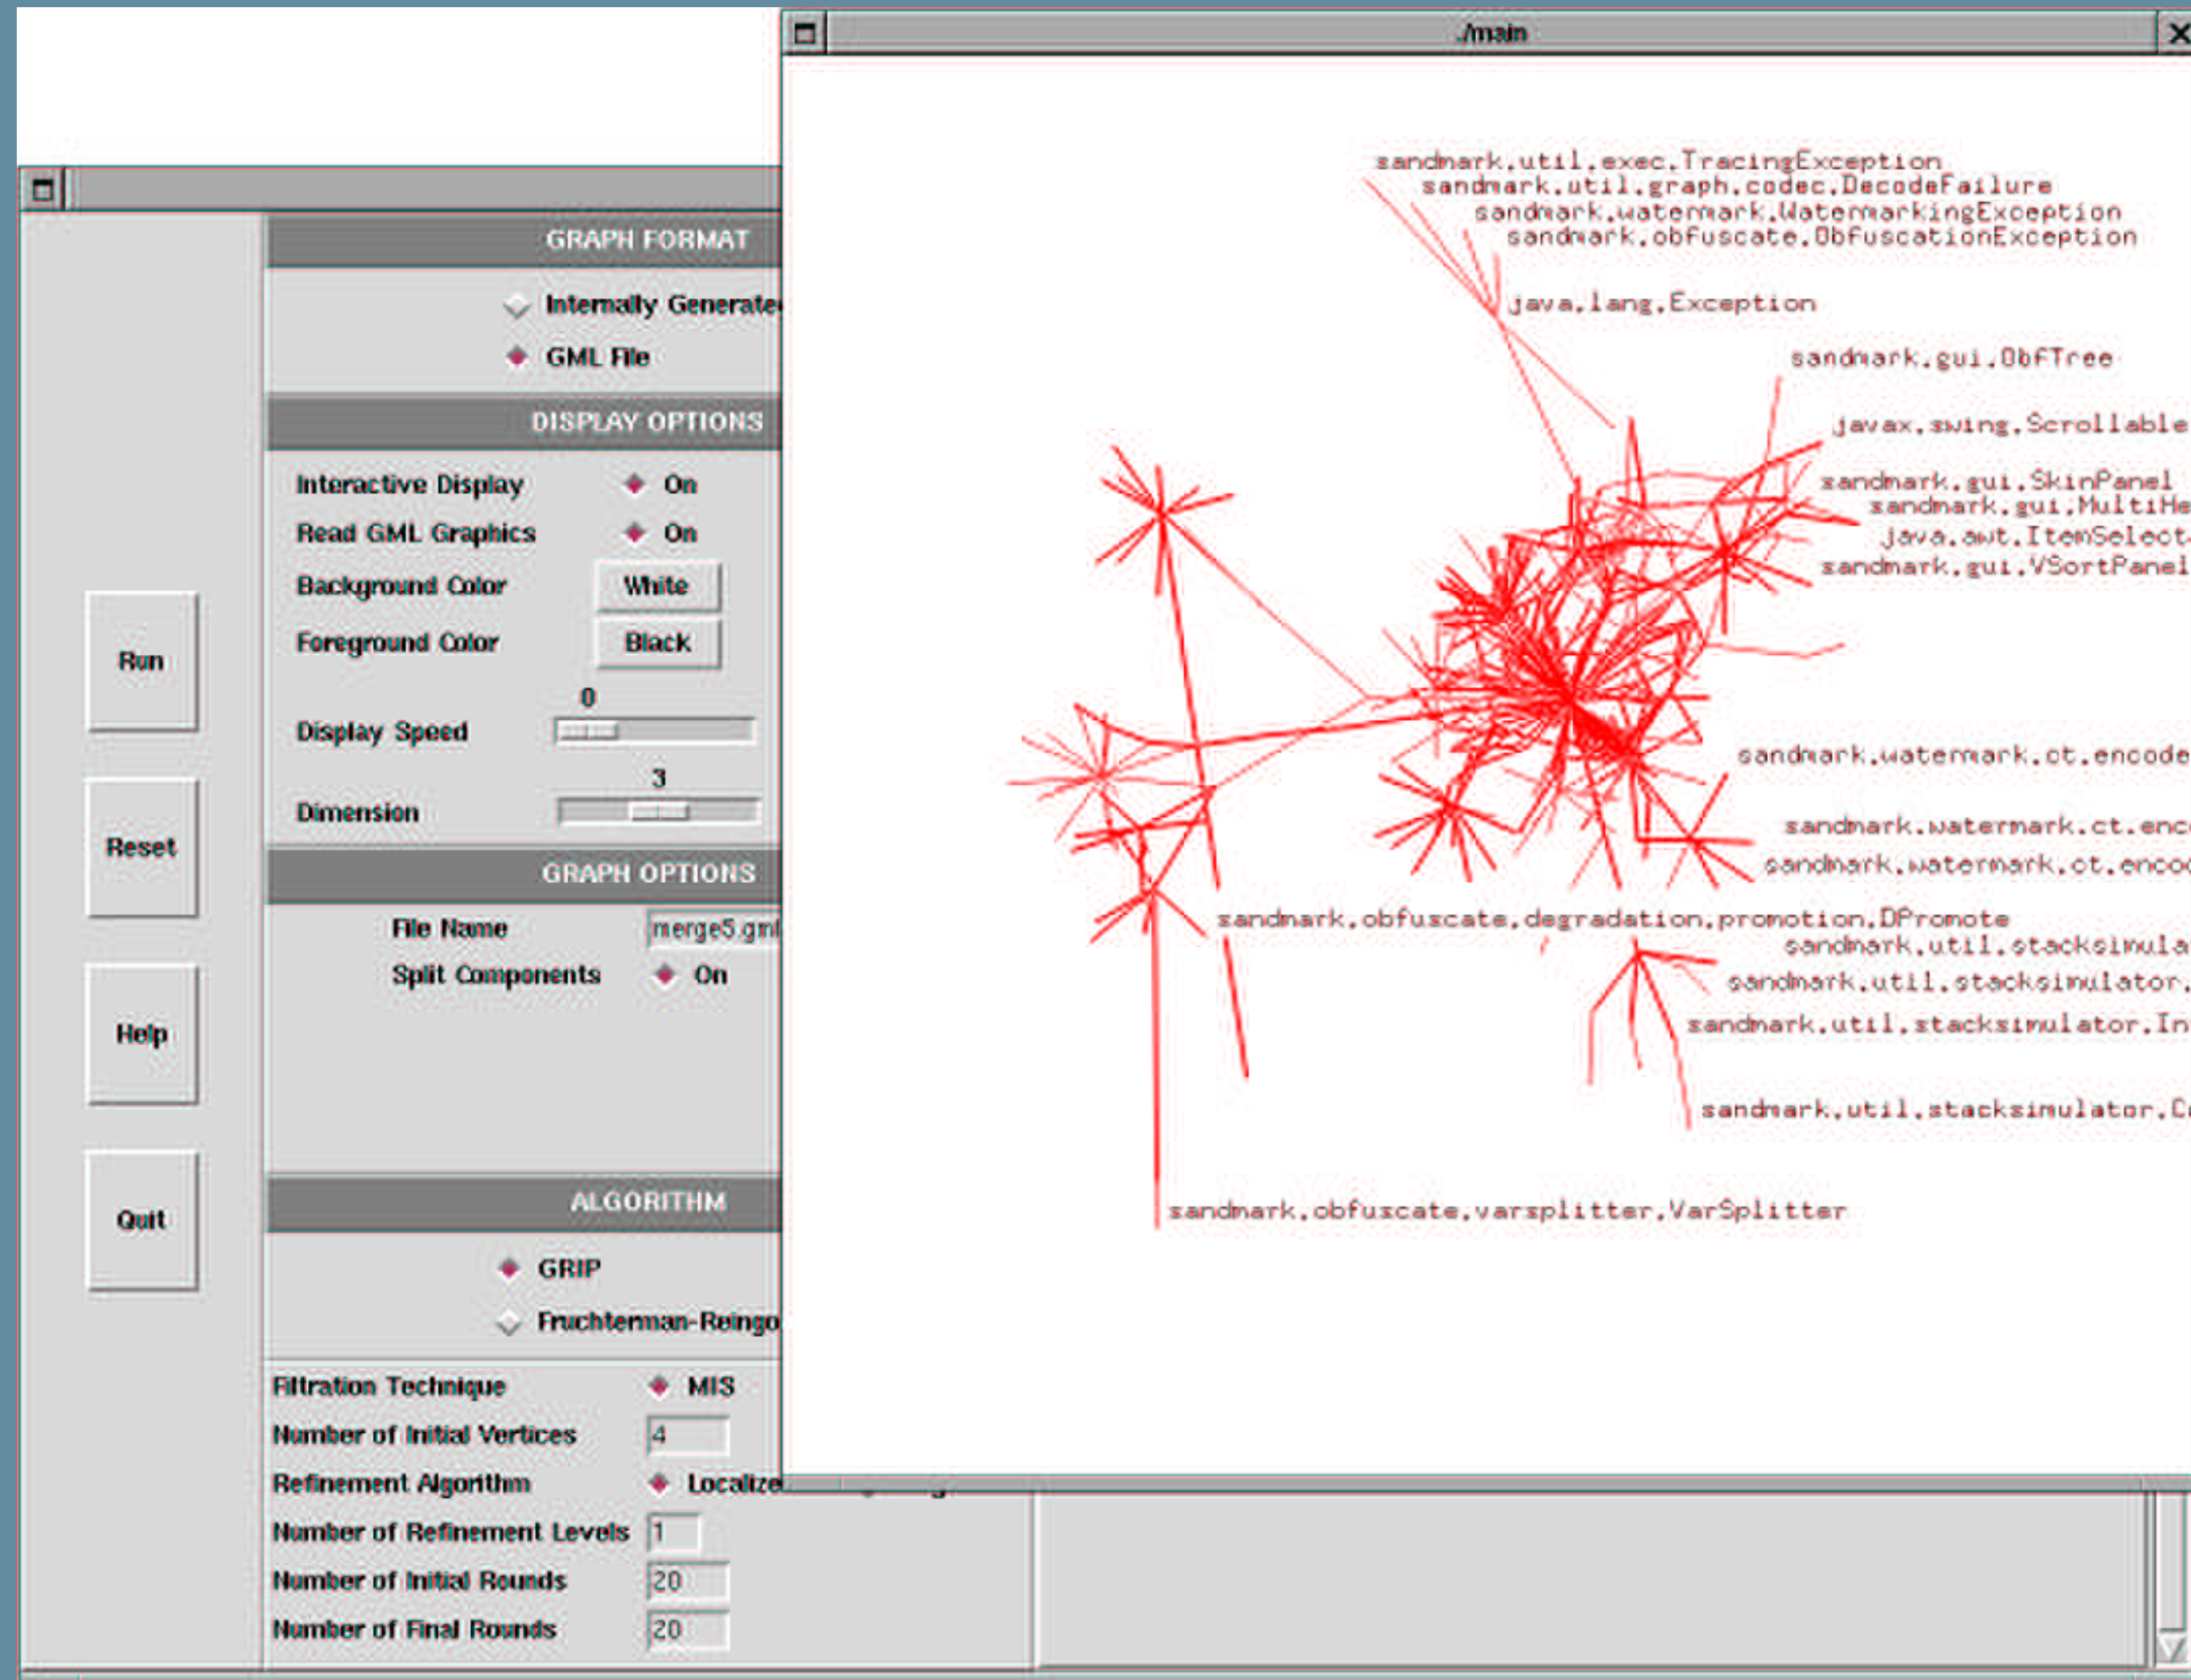 ./main
GRAPH FORMAT
Internally Generate
GML File
DISPLAY OPTIONS
Interactive Display On
Read GML Graphics On
Background Color White
Foreground Color Black
0
Display Speed
3
Dimension
Run
Reset
Help
Quit
GRAPH OPTIONS
File Name merge5.gml
Split Components On
ALGORITHM
GRIP
Fruchterman-Reingo
Filtration Technique MIS
Number of Initial Vertices 4
Refinement Algorithm Localize
Number of Refinement Levels 1
Number of Initial Rounds 20
Number of Final Rounds 20
sandmark.util.exec.TracingException
sandmark.util.graph.codec.DecodeFailure
sandmark.watermark.WatermarkingException
sandmark.obfuscate.ObfuscationException
java.lang.Exception
sandmark.gui.ObfTree
javax.swing.Scrollable
sandmark.gui.SkinPanel
sandmark.gui.MultiHe
java.awt.ItemSelect
sandmark.gui.VSortPanel
sandmark.watermark.ct.encode
sandmark.watermark.ct.enc
sandmark.watermark.ct.enco
sandmark.obfuscate.degradation.promotion.DPromote
sandmark.util.stacksimula
sandmark.util.stacksimulator.
sandmark.util.stacksimulator.In
sandmark.util.stacksimulator.Co
sandmark.obfuscate.varsplitter.VarSplitter